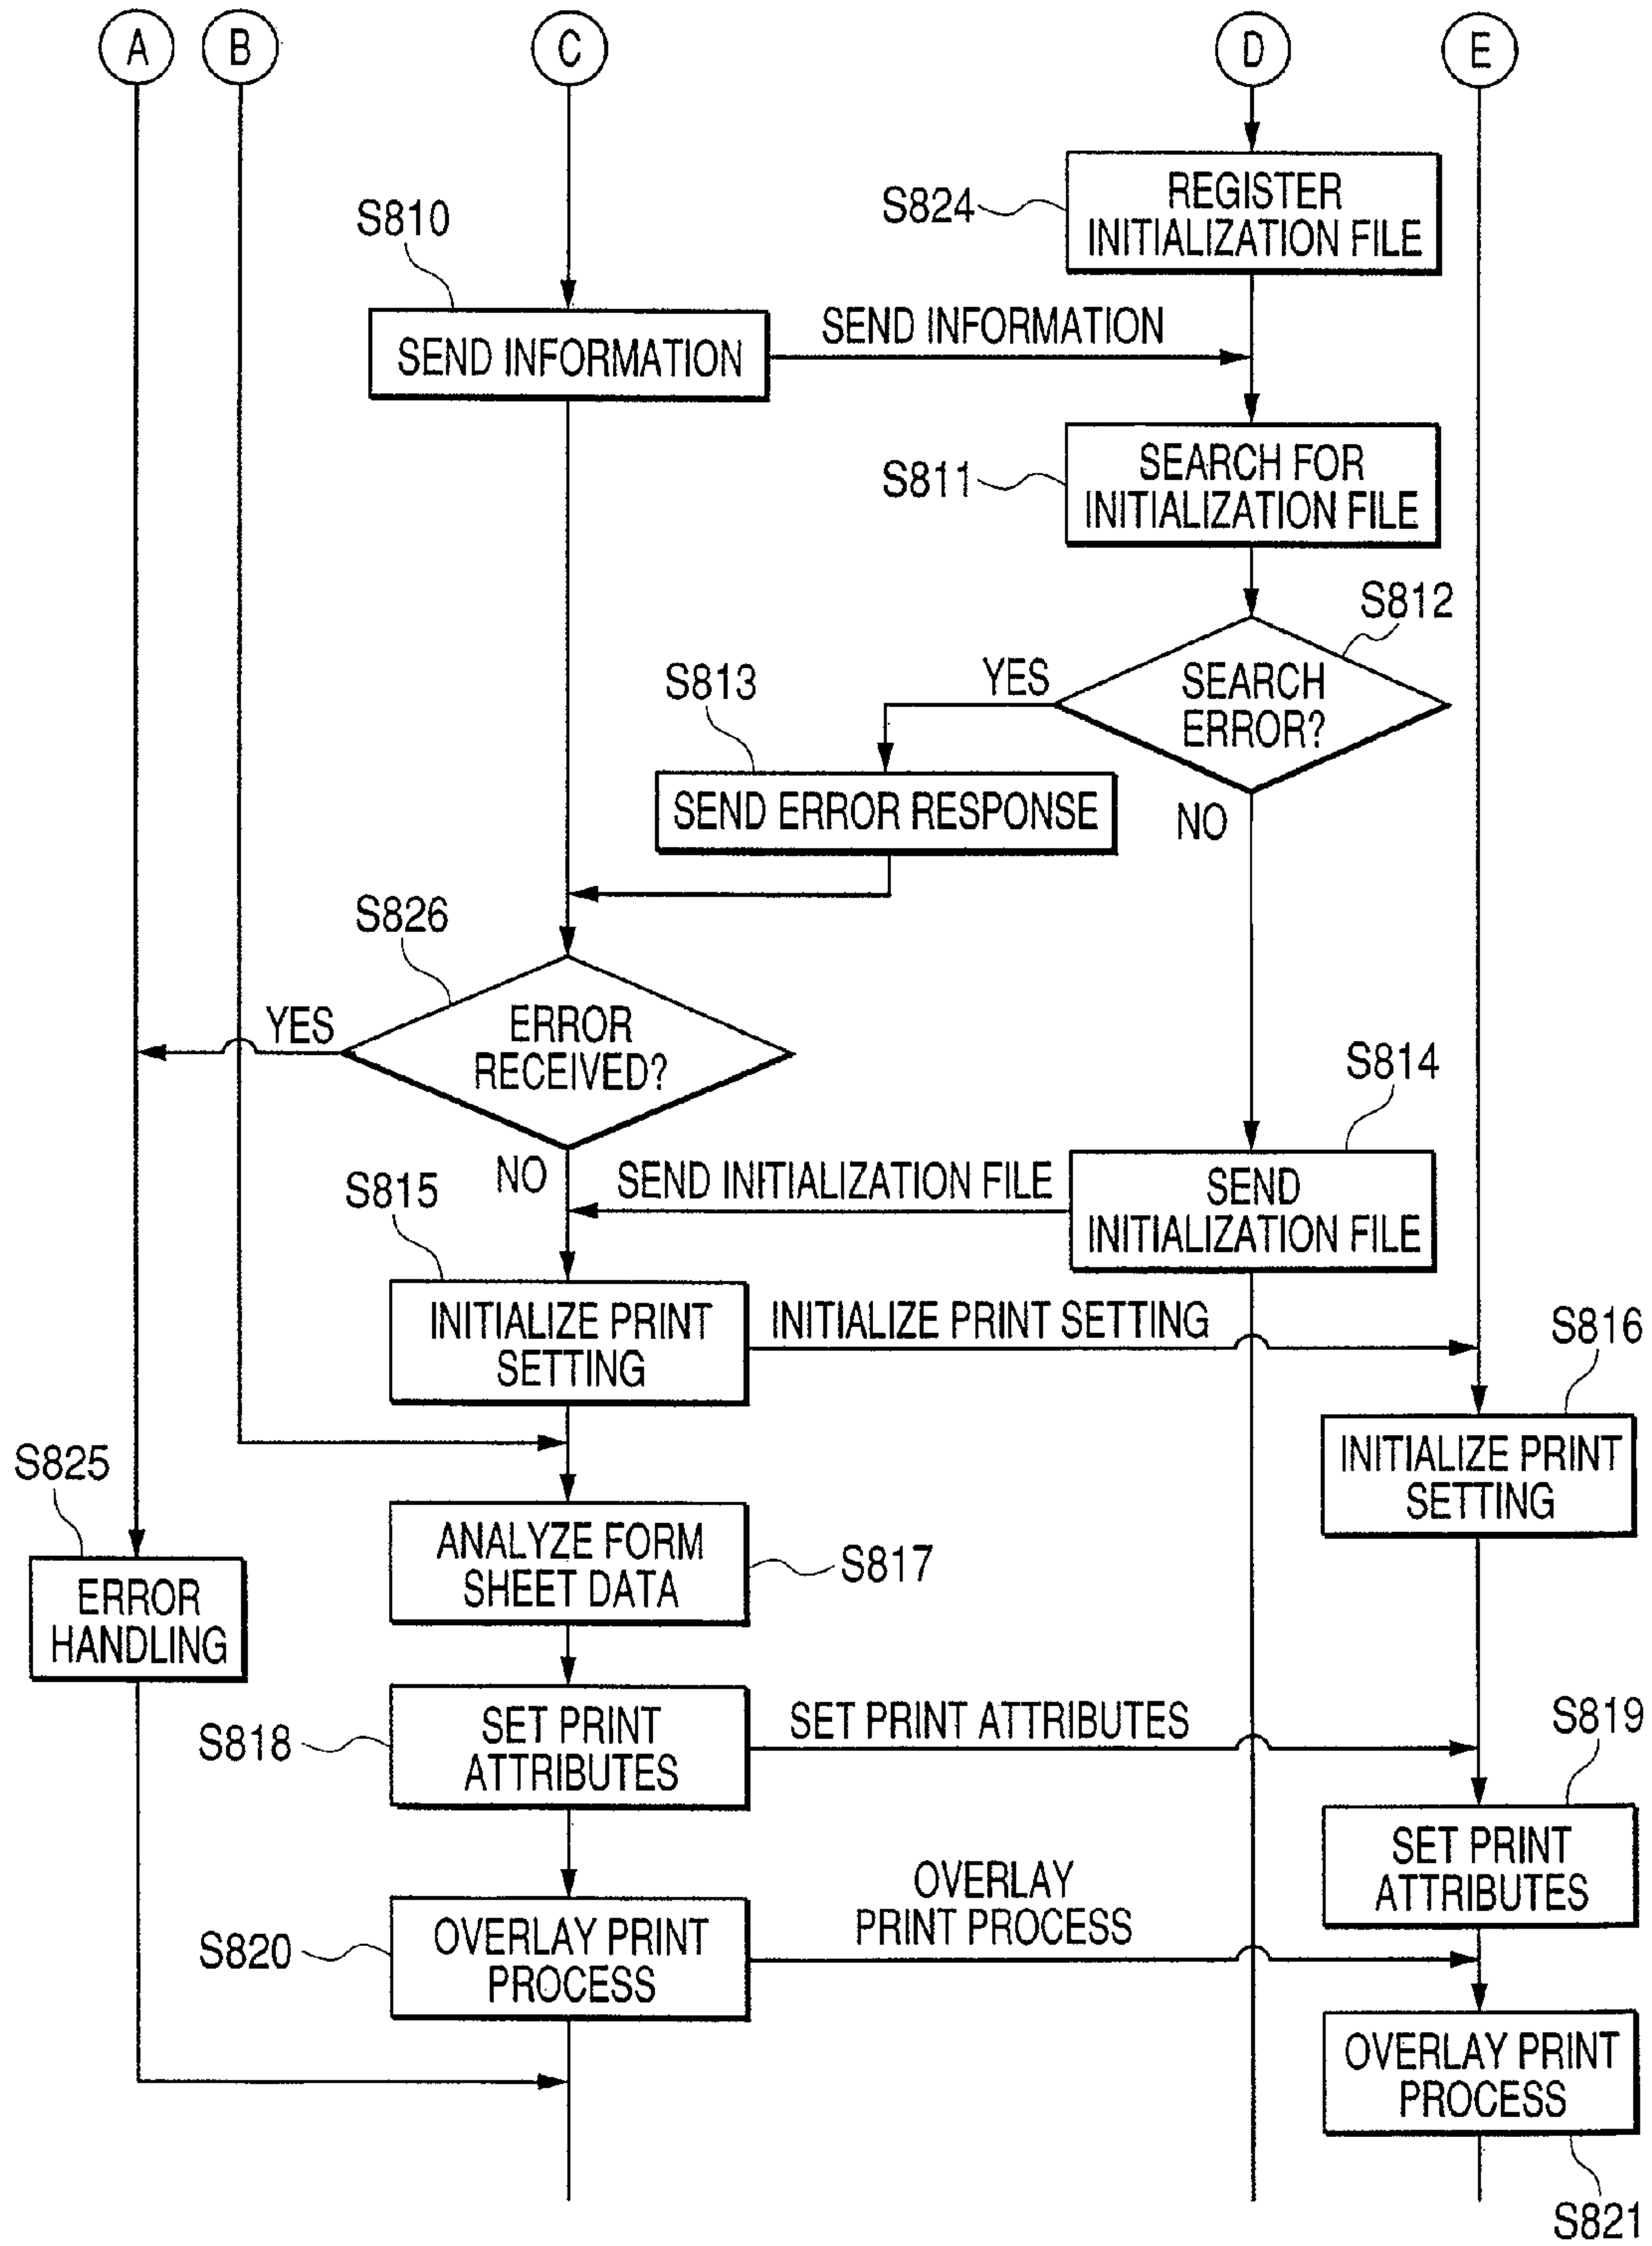 A
B
C
D
E
S824
REGISTER
INITIALIZATION FILE
S810
SEND INFORMATION
SEND INFORMATION
S811
SEARCH FOR
INITIALIZATION FILE
S812
SEARCH
ERROR?
YES
NO
S813
SEND ERROR RESPONSE
S826
ERROR
RECEIVED?
YES
NO
S814
SEND
INITIALIZATION FILE
SEND INITIALIZATION FILE
S815
INITIALIZE PRINT
SETTING
INITIALIZE PRINT SETTING
S816
INITIALIZE PRINT
SETTING
S825
ERROR
HANDLING
ANALYZE FORM
SHEET DATA
S817
S818
SET PRINT
ATTRIBUTES
SET PRINT ATTRIBUTES
S819
SET PRINT
ATTRIBUTES
S820
OVERLAY PRINT
PROCESS
OVERLAY
PRINT PROCESS
OVERLAY PRINT
PROCESS
S821